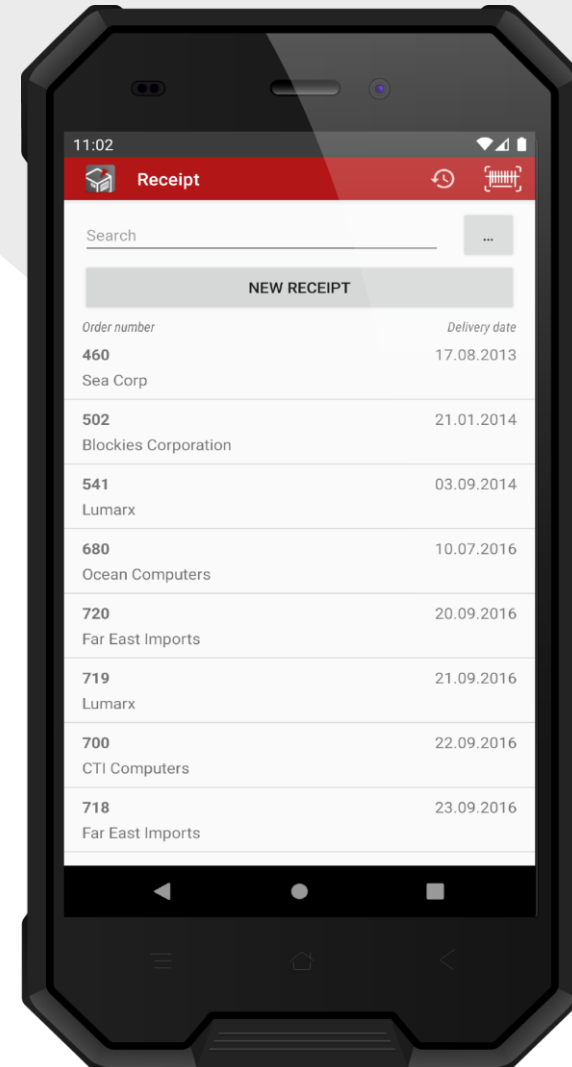 11:02
Receipt
Search
...
NEW RECEIPT
Order number Delivery date
460 17.08.2013
Sea Corp
502 21.01.2014
Blockies Corporation
541 03.09.2014
Lumarx
680 10.07.2016
Ocean Computers
720 20.09.2016
Far East Imports
719 21.09.2016
Lumarx
700 22.09.2016
CTI Computers
718 23.09.2016
Far East Imports